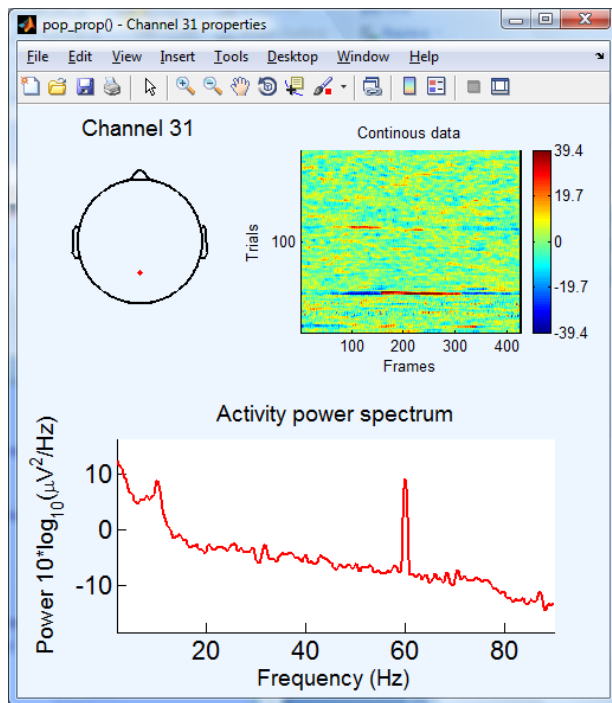 pop_prop() - Channel 31 properties
File Edit View Insert Tools Desktop Window Help
Channel 31
Continous data
Trials
100
100 200 300 400
Frames
39.4
19.7
0
-19.7
-39.4
Activity power spectrum
Power 10*log10(μV²/Hz)
10
0
-10
20 40 60 80
Frequency (Hz)